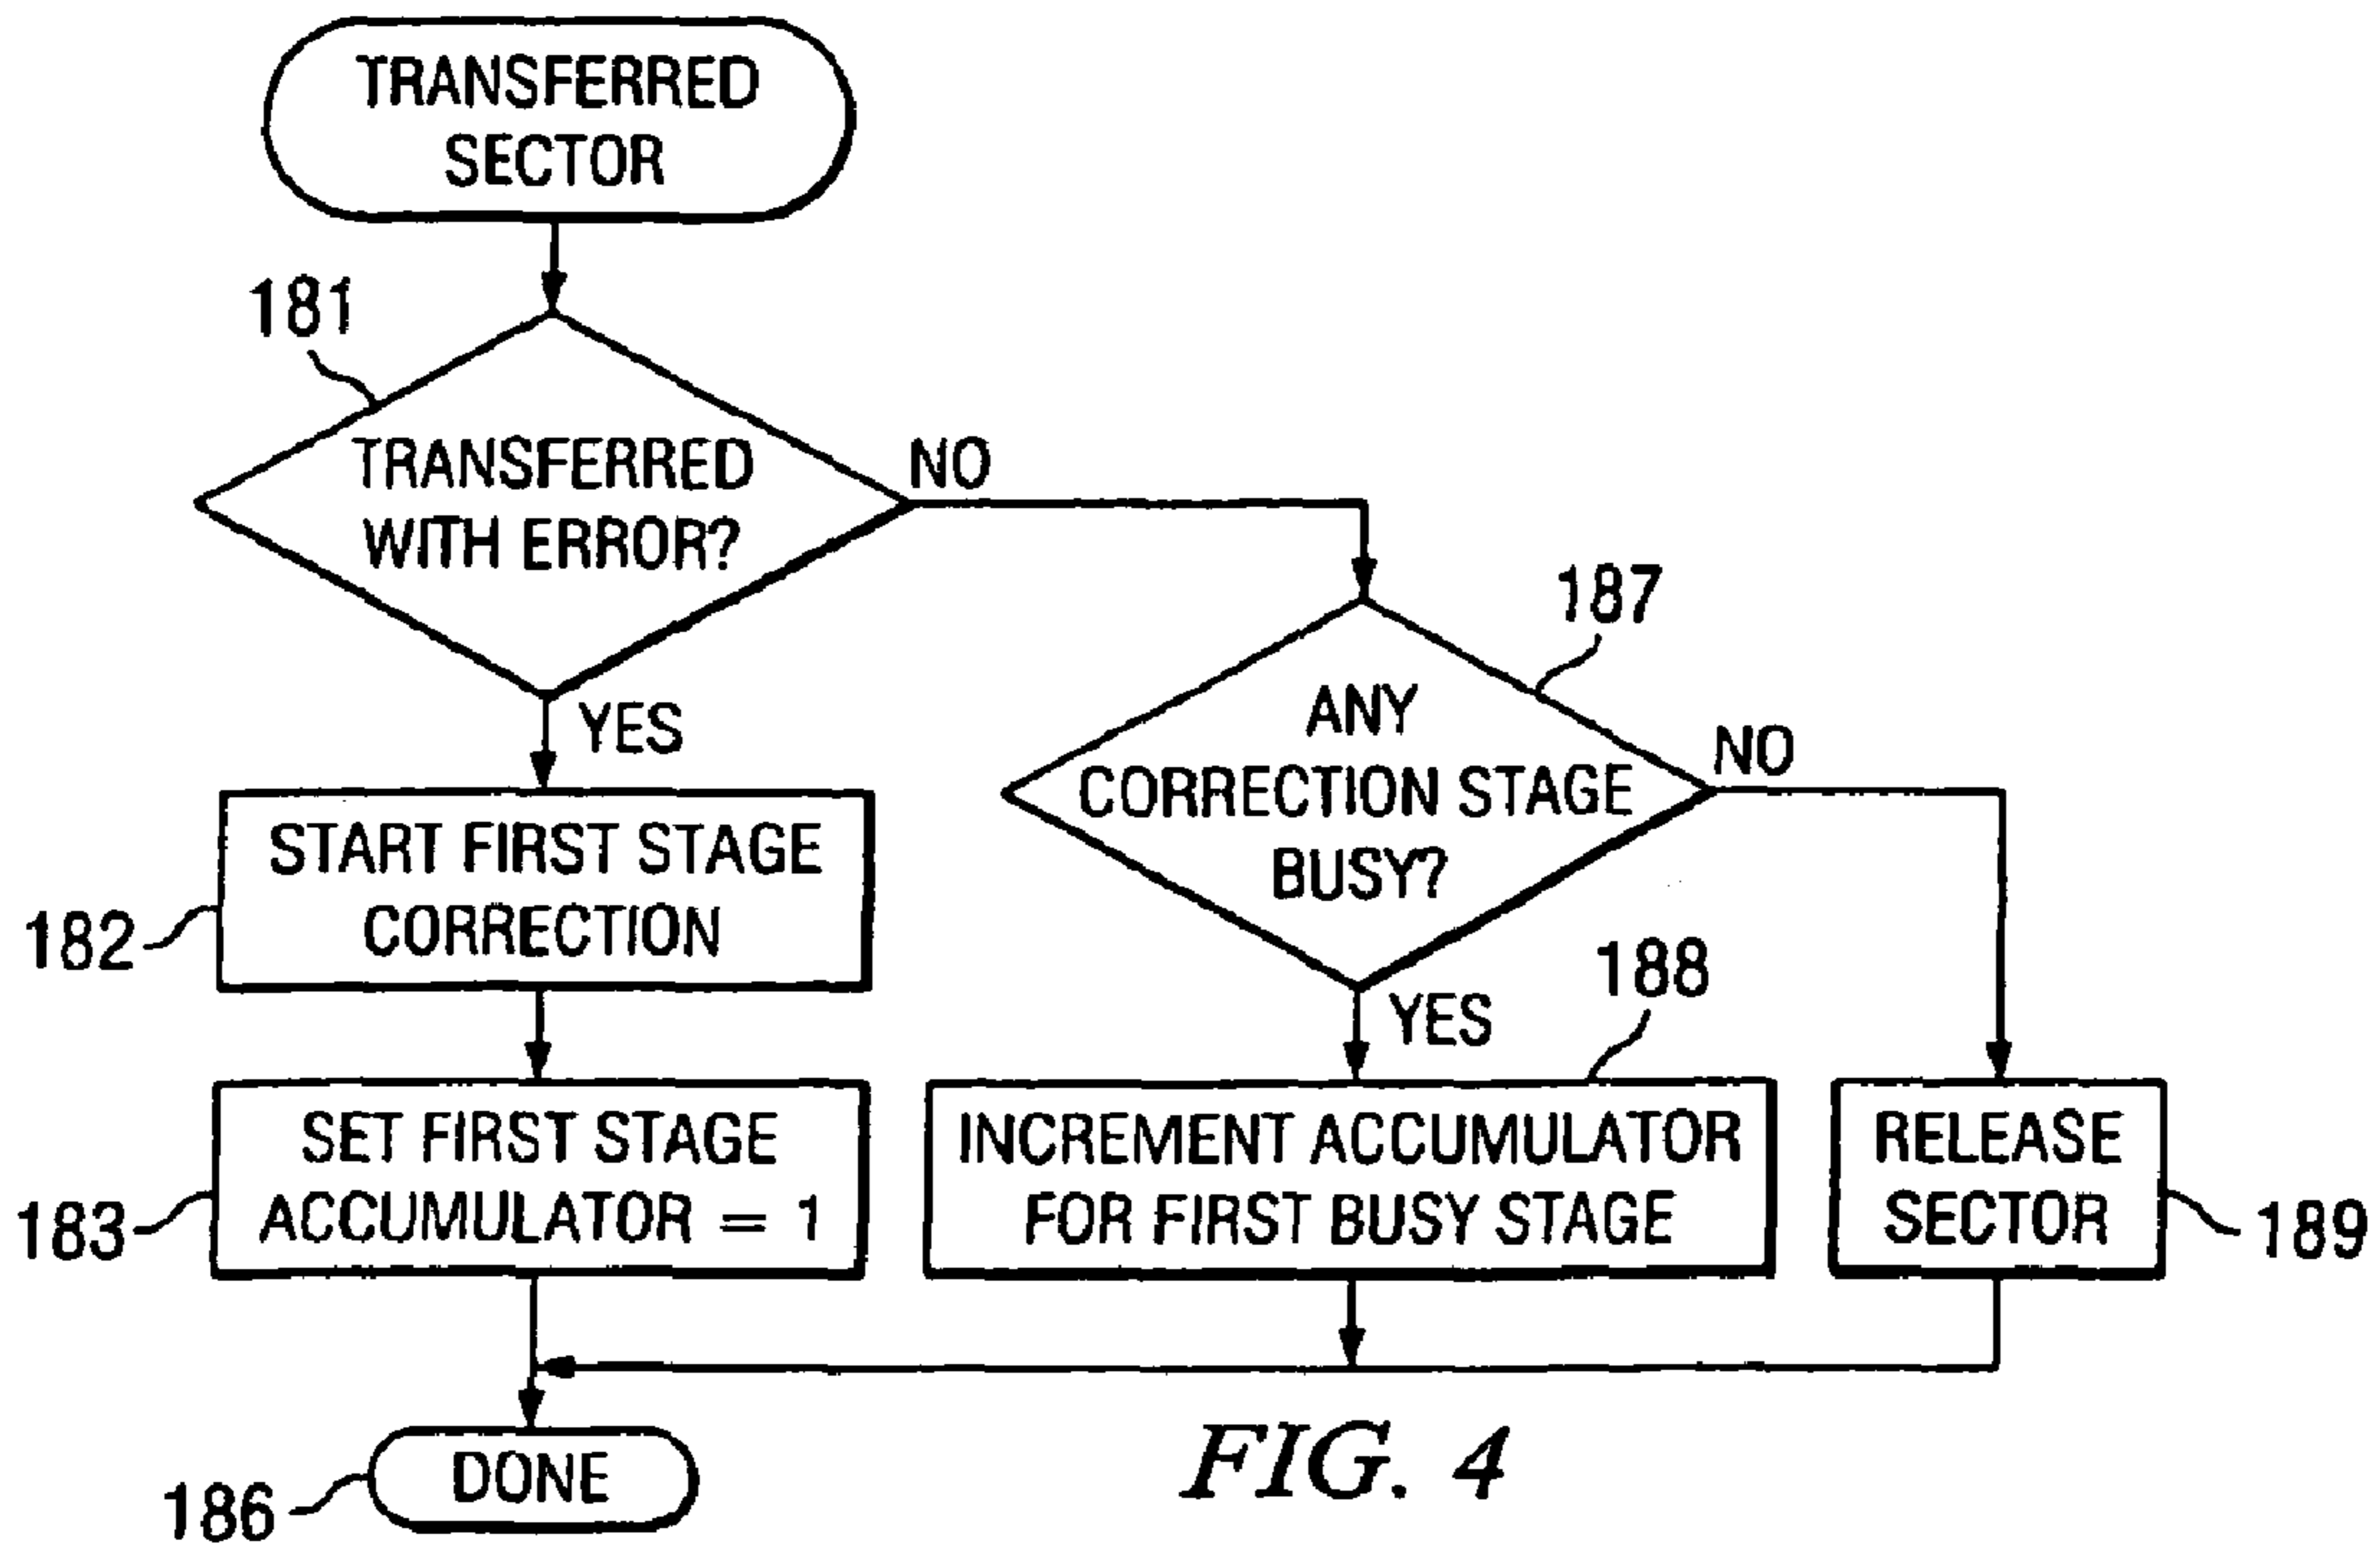 TRANSFERRED
SECTOR
181
TRANSFERRED
WITH ERROR?
NO
YES
187
ANY
CORRECTION STAGE
BUSY?
NO
YES
182
START FIRST STAGE
CORRECTION
183
SET FIRST STAGE
ACCUMULATOR = 1
188
INCREMENT ACCUMULATOR
FOR FIRST BUSY STAGE
RELEASE
SECTOR
189
186
DONE
FIG. 4